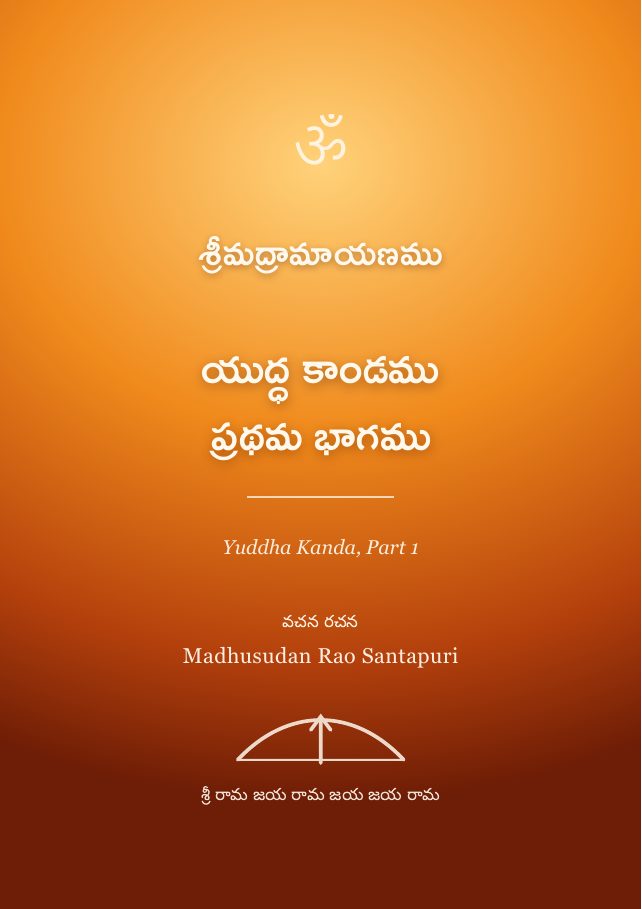 ॐ
శ్రీమద్రామాయణము
యుద్ధ కాండము
ప్రథమ భాగము
Yuddha Kanda, Part 1
వచన రచన
Madhusudan Rao Santapuri
శ్రీ రామ జయ రామ జయ జయ రామ